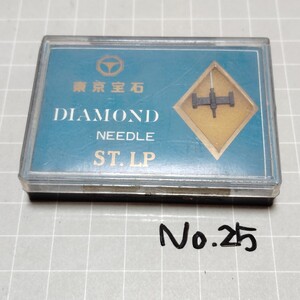 東京宝石
DIAMOND
NEEDLE
ST. LP
No.25